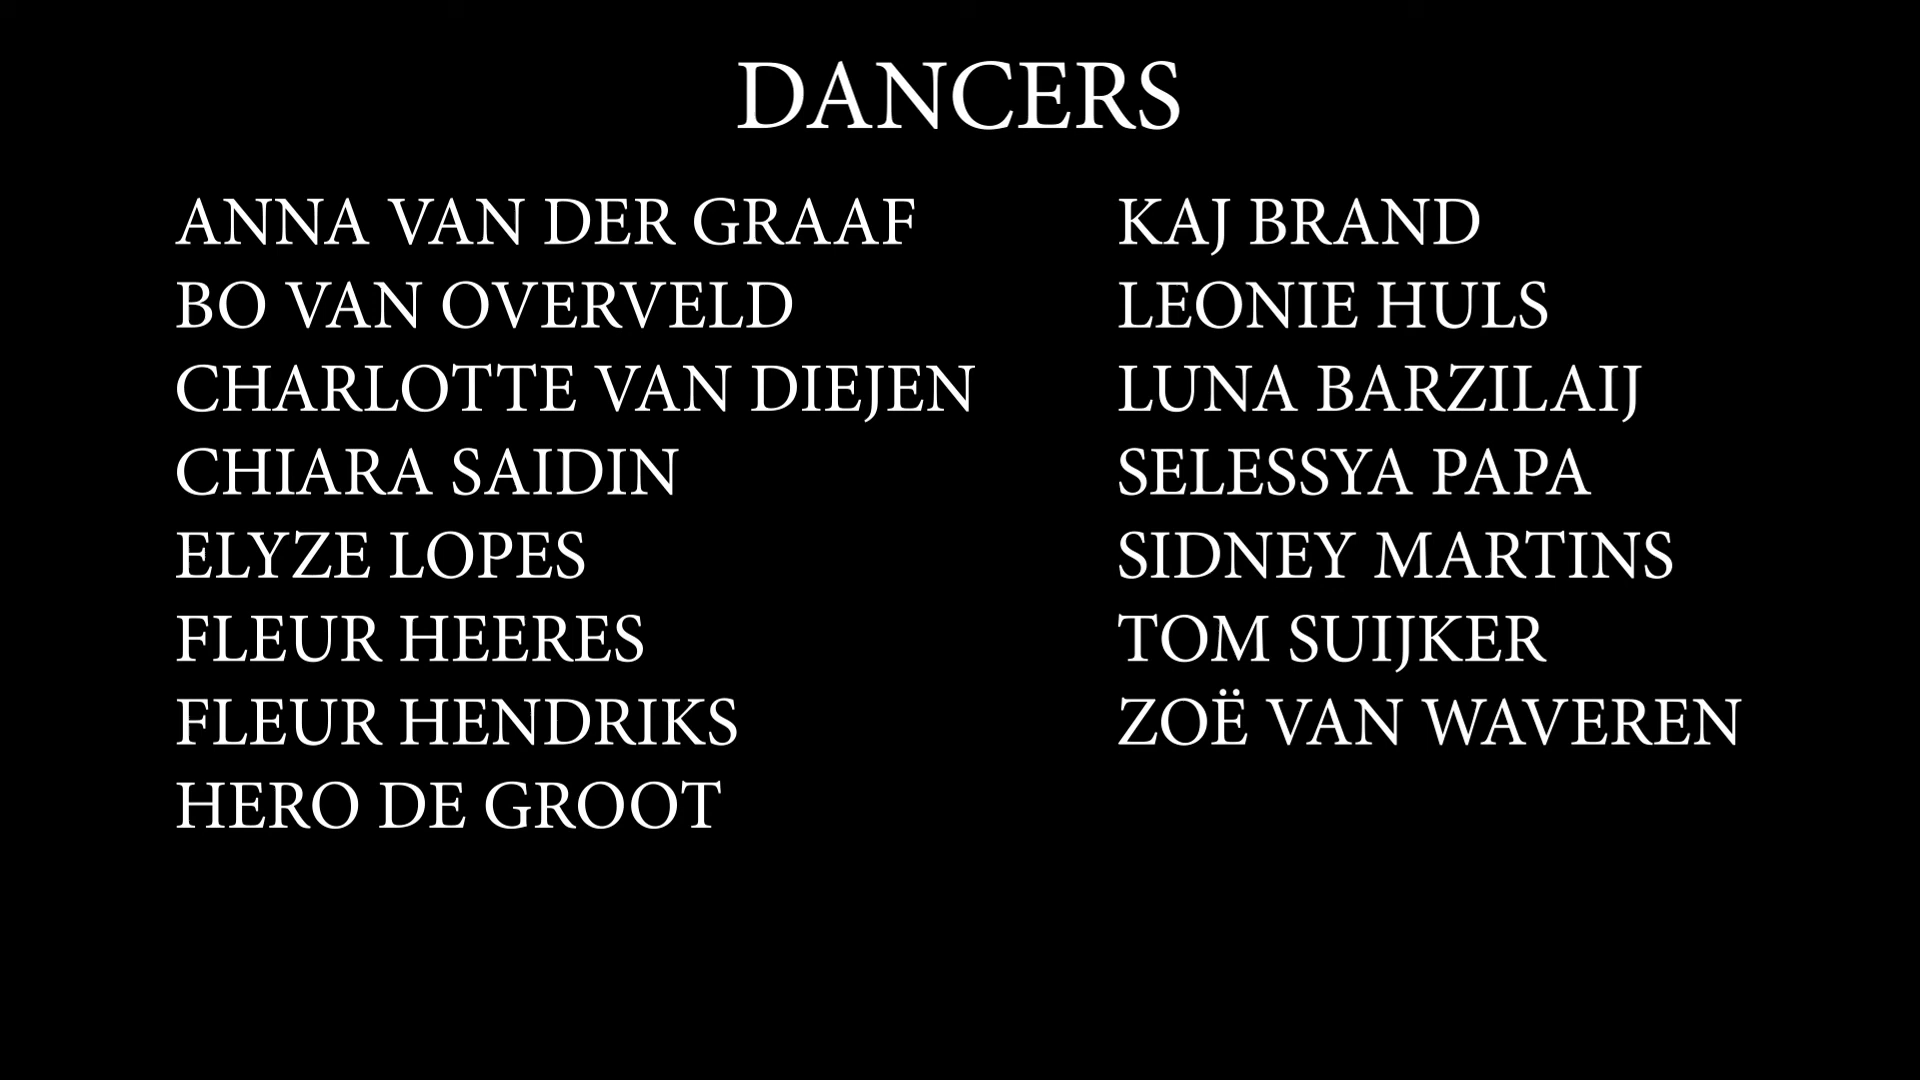 DANCERS
ANNA VAN DER GRAAF
BO VAN OVERVELD
CHARLOTTE VAN DIEJEN
CHIARA SAIDIN
ELYZE LOPES
FLEUR HEERES
FLEUR HENDRIKS
HERO DE GROOT
KAJ BRAND
LEONIE HULS
LUNA BARZILAIJ
SELESSYA PAPA
SIDNEY MARTINS
TOM SUIJKER
ZOË VAN WAVEREN